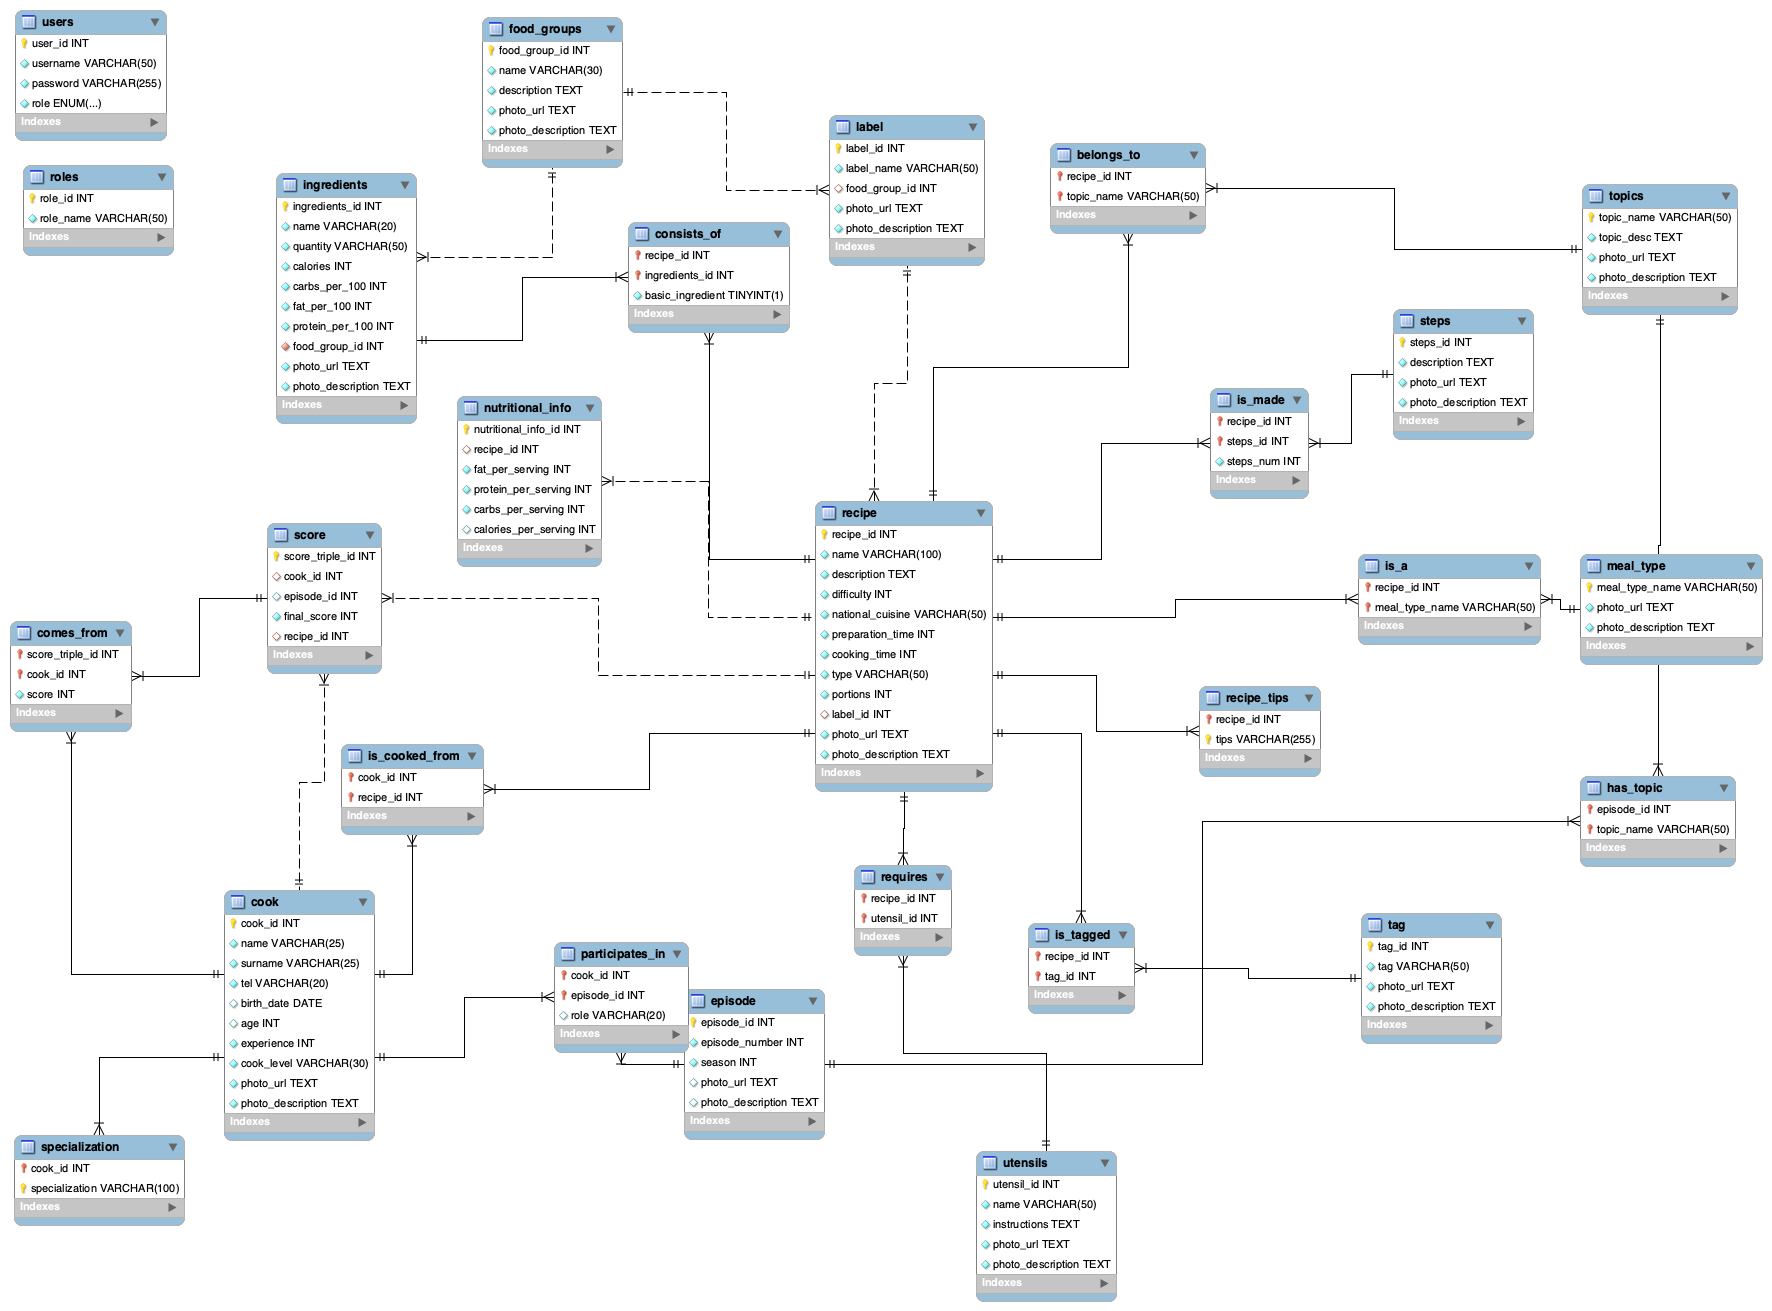 users
user_id INT
username VARCHAR(50)
password VARCHAR(255)
role ENUM(...)
Indexes
roles
role_id INT
role_name VARCHAR(50)
Indexes
food_groups
food_group_id INT
name VARCHAR(30)
description TEXT
photo_url TEXT
photo_description TEXT
Indexes
ingredients
ingredients_id INT
name VARCHAR(20)
quantity VARCHAR(50)
calories INT
carbs_per_100 INT
fat_per_100 INT
protein_per_100 INT
food_group_id INT
photo_url TEXT
photo_description TEXT
Indexes
consists_of
recipe_id INT
ingredients_id INT
basic_ingredient TINYINT(1)
Indexes
label
label_id INT
label_name VARCHAR(50)
food_group_id INT
photo_url TEXT
photo_description TEXT
Indexes
belongs_to
recipe_id INT
topic_name VARCHAR(50)
Indexes
topics
topic_name VARCHAR(50)
topic_desc TEXT
photo_url TEXT
photo_description TEXT
Indexes
steps
steps_id INT
description TEXT
photo_url TEXT
photo_description TEXT
Indexes
is_made
recipe_id INT
steps_id INT
steps_num INT
Indexes
nutritional_info
nutritional_info_id INT
recipe_id INT
fat_per_serving INT
protein_per_serving INT
carbs_per_serving INT
calories_per_serving INT
Indexes
recipe
recipe_id INT
name VARCHAR(100)
description TEXT
difficulty INT
national_cuisine VARCHAR(50)
preparation_time INT
cooking_time INT
type VARCHAR(50)
portions INT
label_id INT
photo_url TEXT
photo_description TEXT
Indexes
score
score_triple_id INT
cook_id INT
episode_id INT
final_score INT
recipe_id INT
Indexes
comes_from
score_triple_id INT
cook_id INT
score INT
Indexes
is_a
recipe_id INT
meal_type_name VARCHAR(50)
Indexes
meal_type
meal_type_name VARCHAR(50)
photo_url TEXT
photo_description TEXT
Indexes
recipe_tips
recipe_id INT
tips VARCHAR(255)
Indexes
is_cooked_from
cook_id INT
recipe_id INT
Indexes
has_topic
episode_id INT
topic_name VARCHAR(50)
Indexes
requires
recipe_id INT
utensil_id INT
Indexes
cook
cook_id INT
name VARCHAR(25)
surname VARCHAR(25)
tel VARCHAR(20)
birth_date DATE
age INT
experience INT
cook_level VARCHAR(30)
photo_url TEXT
photo_description TEXT
Indexes
participates_in
cook_id INT
episode_id INT
role VARCHAR(20)
Indexes
episode
episode_id INT
episode_number INT
season INT
photo_url TEXT
photo_description TEXT
Indexes
is_tagged
recipe_id INT
tag_id INT
Indexes
tag
tag_id INT
tag VARCHAR(50)
photo_url TEXT
photo_description TEXT
Indexes
specialization
cook_id INT
specialization VARCHAR(100)
Indexes
utensils
utensil_id INT
name VARCHAR(50)
instructions TEXT
photo_url TEXT
photo_description TEXT
Indexes